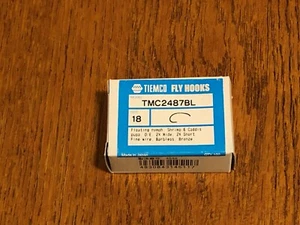 TIEMCO FLY HOOKS
TMC2487BL
18
Floating nymph, Shrimp & Caddis
pupa, D.E. 2X Wide, 2X Short
Fine wire, Barbless, Bronze
Made in Japan